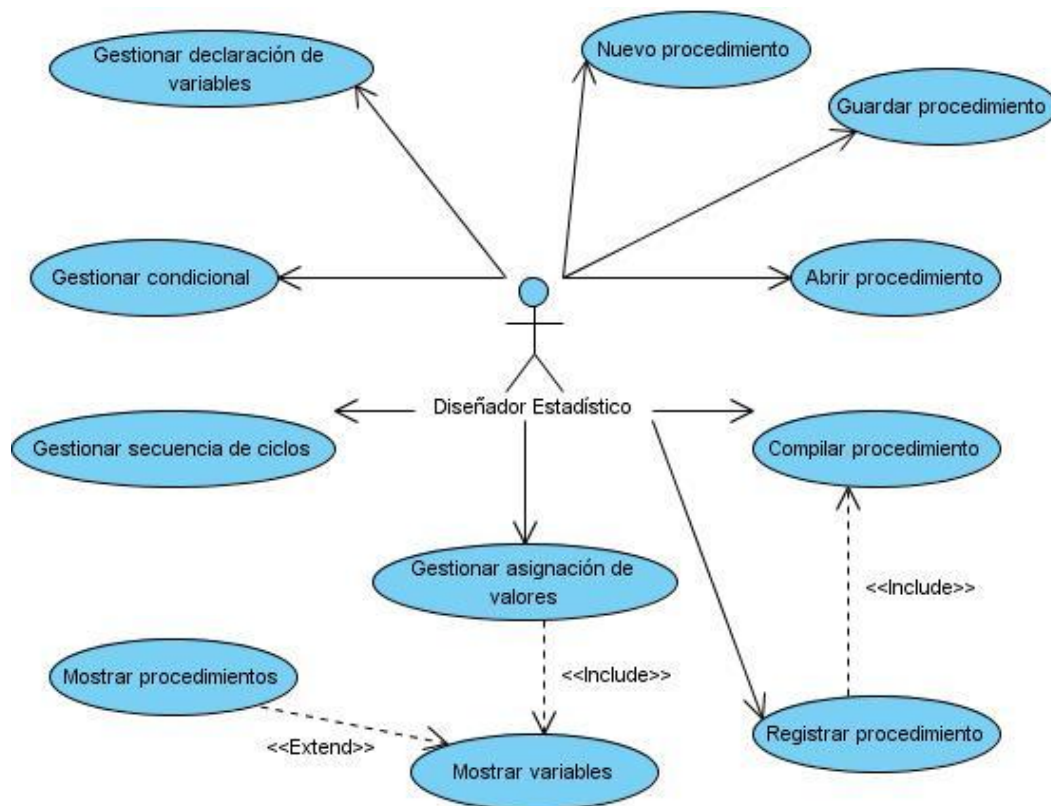 Gestionar declaración de
variables
Nuevo procedimiento
Guardar procedimiento
Gestionar condicional
Abrir procedimiento
Diseñador Estadístico
Gestionar secuencia de ciclos
Compilar procedimiento
Gestionar asignación de
valores
<<Include>>
Mostrar procedimientos
<<Include>>
<<Extend>>
Registrar procedimiento
Mostrar variables